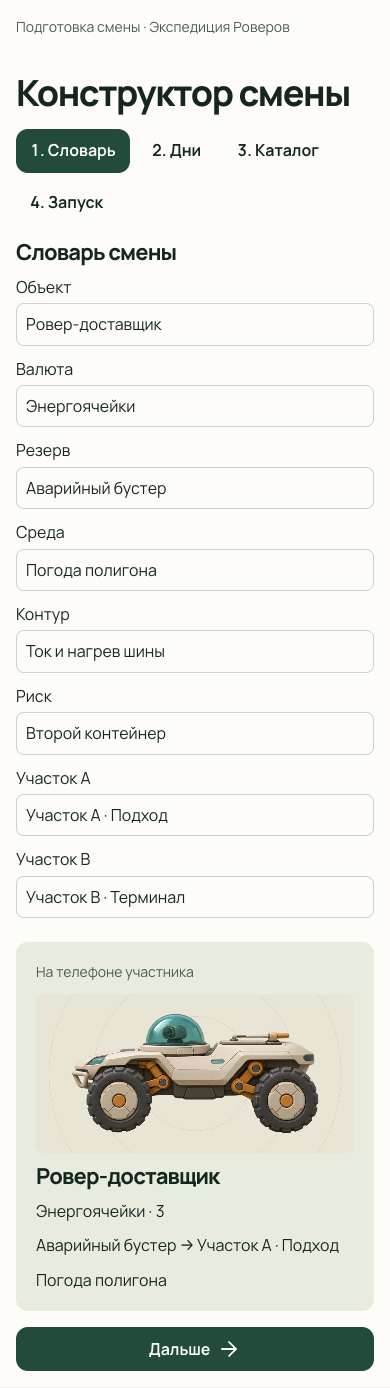 Подготовка смены · Экспедиция Роверов
Конструктор смены
1. Словарь
2. Дни
3. Каталог
4. Запуск
Словарь смены
Объект
Ровер-доставщик
Валюта
Энергоячейки
Резерв
Аварийный бустер
Среда
Погода полигона
Контур
Ток и нагрев шины
Риск
Второй контейнер
Участок A
Участок A · Подход
Участок B
Участок B · Терминал
На телефоне участника
Ровер-доставщик
Энергоячейки · 3
Аварийный бустер → Участок A · Подход
Погода полигона
Дальше →